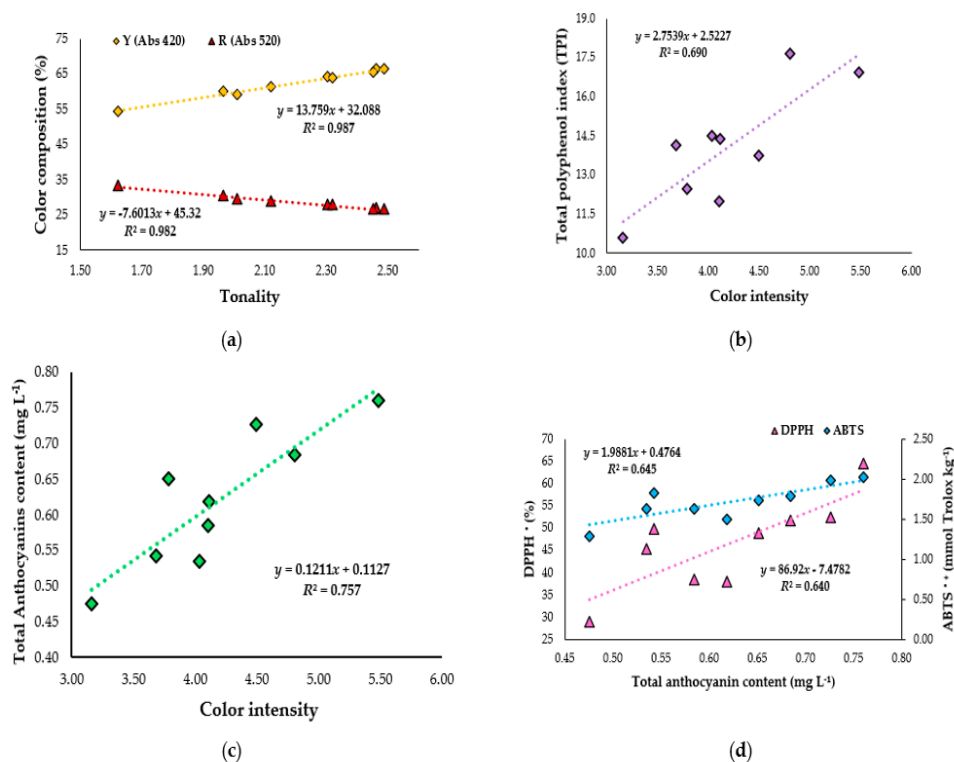 Y (Abs 420) R (Abs 520)
Color composition (%)
75
65
55
45
35
25
15
y = 13.759x + 32.088
R² = 0.987
y = -7.6013x + 45.32
R² = 0.982
1.50 1.70 1.90 2.10 2.30 2.50
Tonality
(a)
Total polyphenol index (TPI)
19.0
17.5
16.0
14.5
13.0
11.5
10.0
y = 2.7539x + 2.5227
R² = 0.690
3.00 3.50 4.00 4.50 5.00 5.50 6.00
Color intensity
(b)
Total Anthocyanins content (mg L⁻¹)
0.80
0.75
0.70
0.65
0.60
0.55
0.50
0.45
0.40
y = 0.1211x + 0.1127
R² = 0.757
3.00 3.50 4.00 4.50 5.00 5.50 6.00
Color intensity
(c)
DPPH ABTS
DPPH • (%)
70
65
60
55
50
45
40
35
30
25
y = 1.9881x + 0.4764
R² = 0.645
y = 86.92x - 7.4782
R² = 0.640
2.50
2.00
1.50
1.00
0.50
0.00
ABTS • + (mmol Trolox kg⁻¹)
0.45 0.50 0.55 0.60 0.65 0.70 0.75 0.80
Total anthocyanin content (mg L⁻¹)
(d)